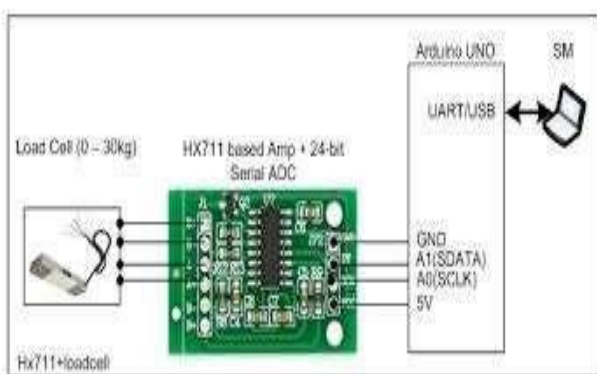 Arduino UNO
SM
UART/USB
Load Cell (0 – 30kg)
HX711 based Amp + 24-bit
Serial ADC
J1
GND
A1(SDATA)
A0(SCLK)
5V
Hx711+loadcell